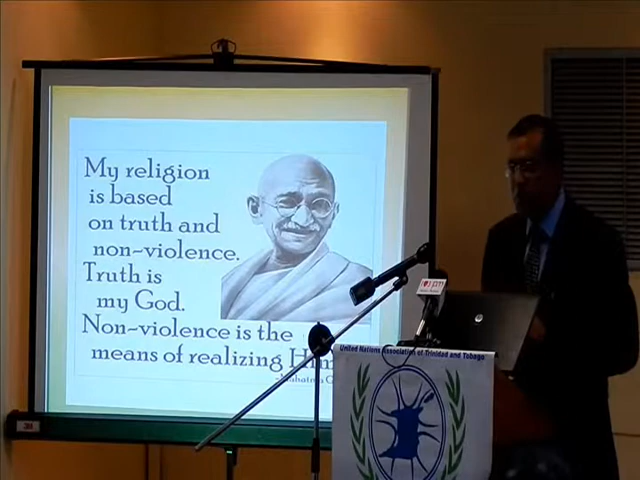 My religion
is based
on truth and
non-violence.
Truth is
my God.
Non-violence is the
means of realizing
United Nations Association of Trinidad and Tobago